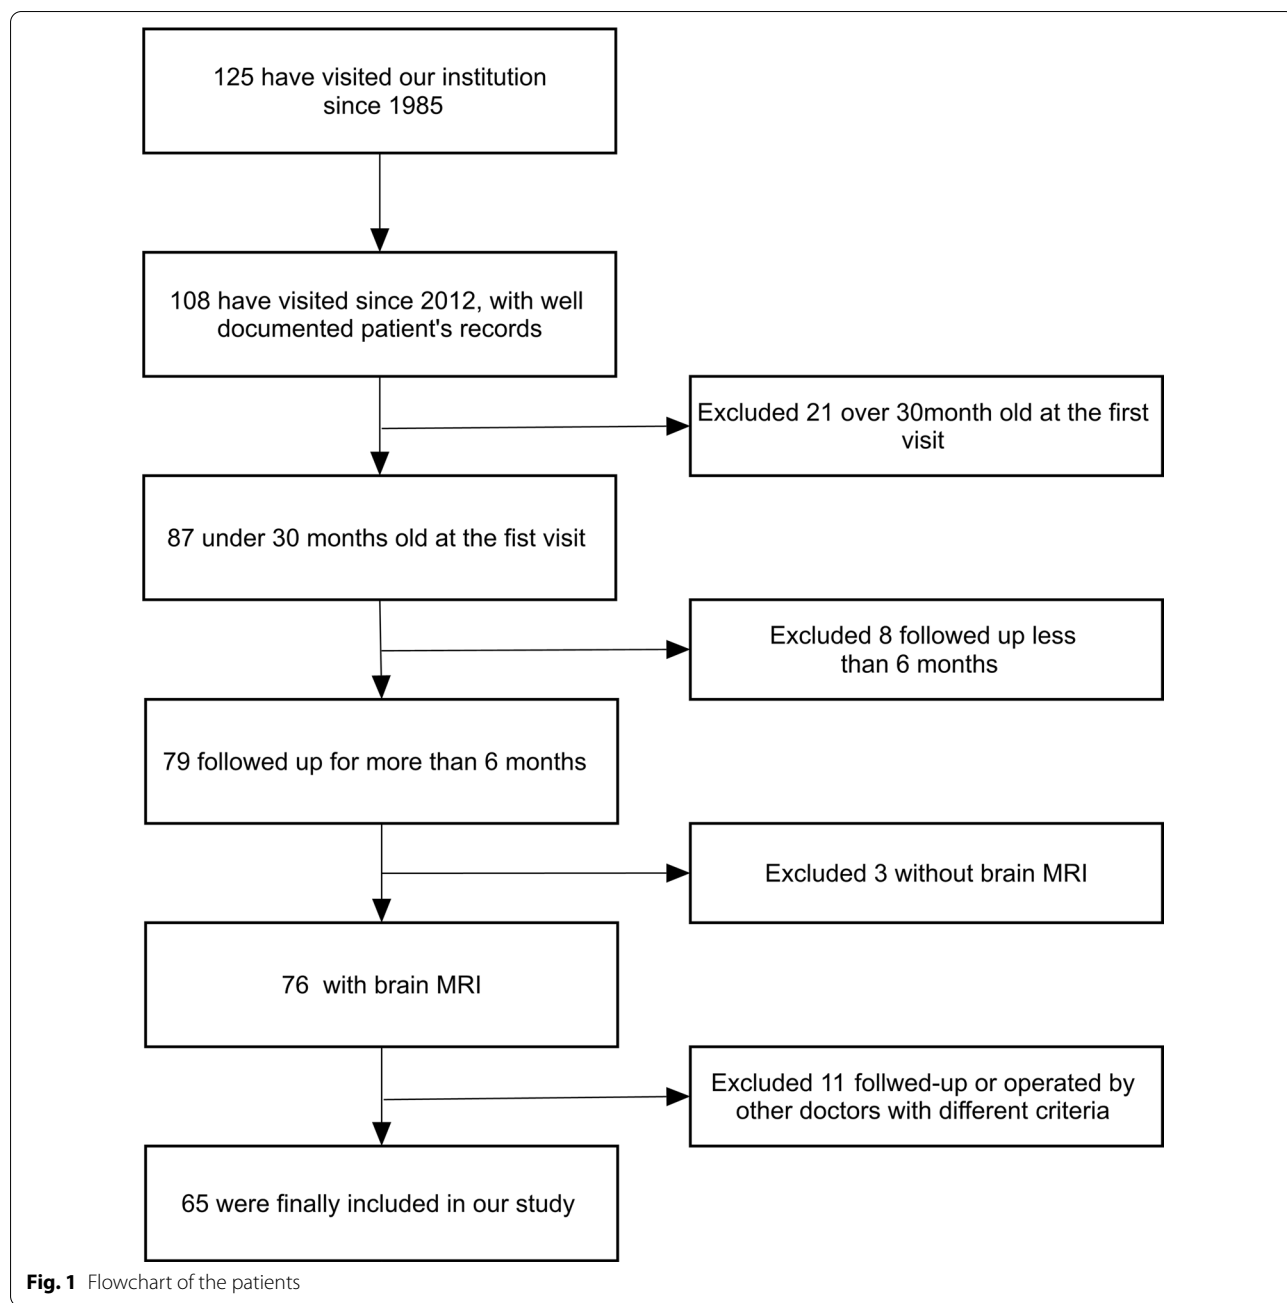 125 have visited our institution
since 1985
108 have visited since 2012, with well
documented patient's records
Excluded 21 over 30month old at the first
visit
87 under 30 months old at the fist visit
Excluded 8 followed up less
than 6 months
79 followed up for more than 6 months
Excluded 3 without brain MRI
76 with brain MRI
Excluded 11 follwed-up or operated by
other doctors with different criteria
65 were finally included in our study
Fig. 1 Flowchart of the patients